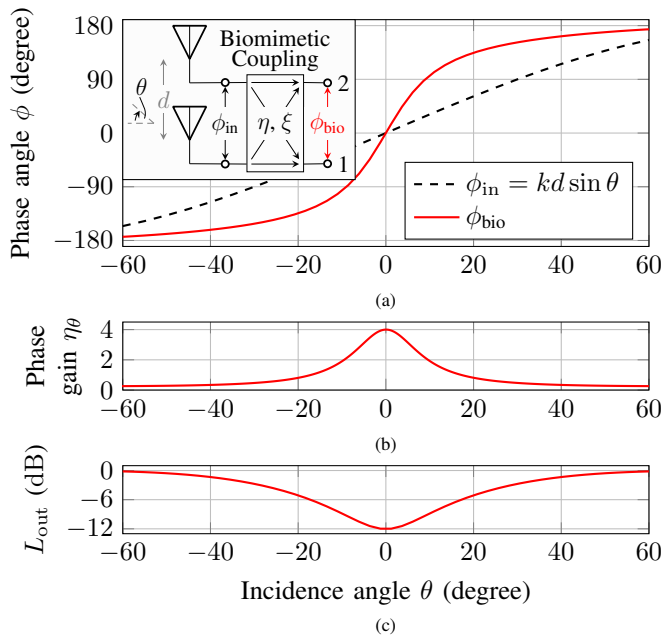 Phase angle ϕ (degree)
180
90
0
−90
−180
Biomimetic
Coupling
θ
d
ϕin
η, ξ
ϕbio
2
1
ϕin = kd sin θ
ϕbio
−60
−40
−20
0
20
40
60
(a)
Phase
gain ηθ
4
2
0
−60
−40
−20
0
20
40
60
(b)
Lout (dB)
0
−6
−12
−60
−40
−20
0
20
40
60
Incidence angle θ (degree)
(c)